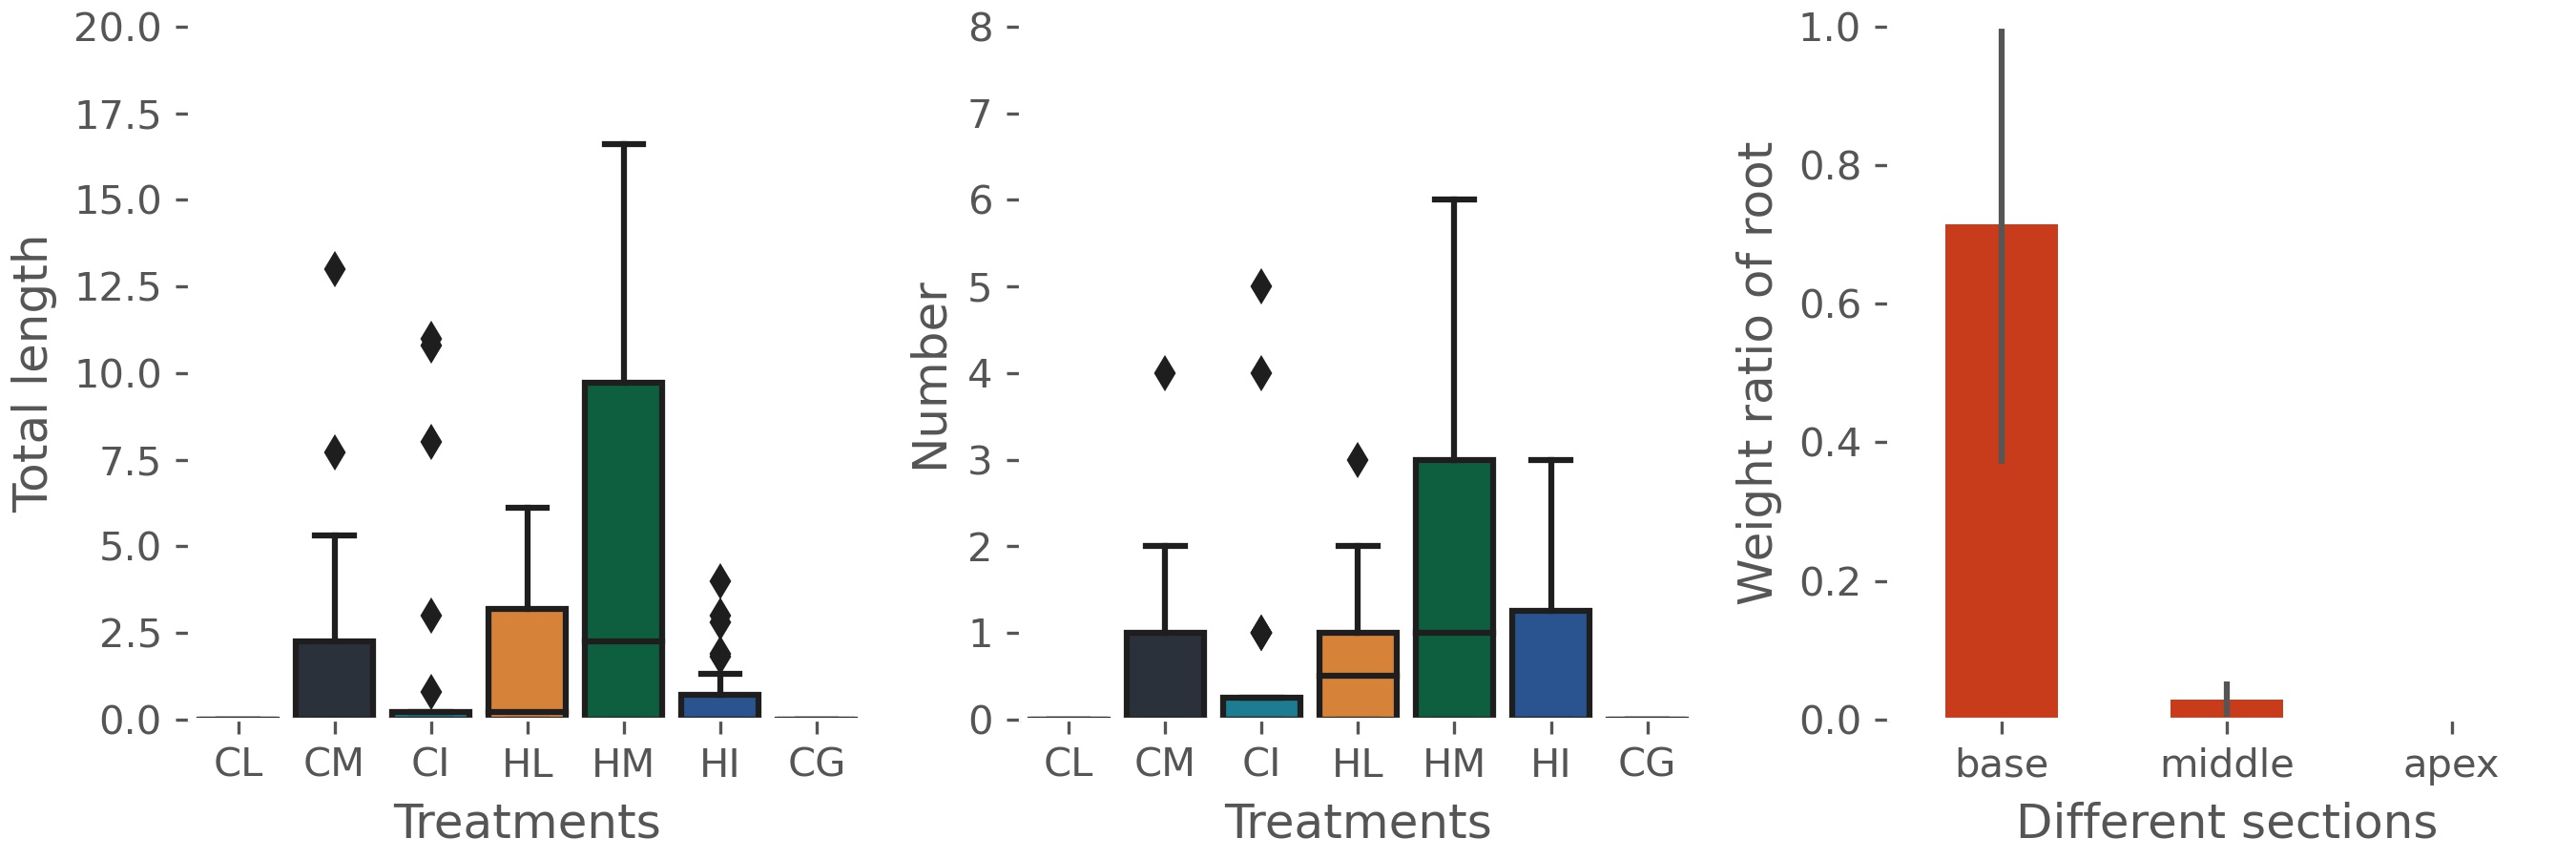 Total length
20.0
17.5
15.0
12.5
10.0
7.5
5.0
2.5
0.0
CL CM CI HL HM HI CG
Treatments
Number
8
7
6
5
4
3
2
1
0
CL CM CI HL HM HI CG
Treatments
Weight ratio of root
1.0
0.8
0.6
0.4
0.2
0.0
base middle apex
Different sections